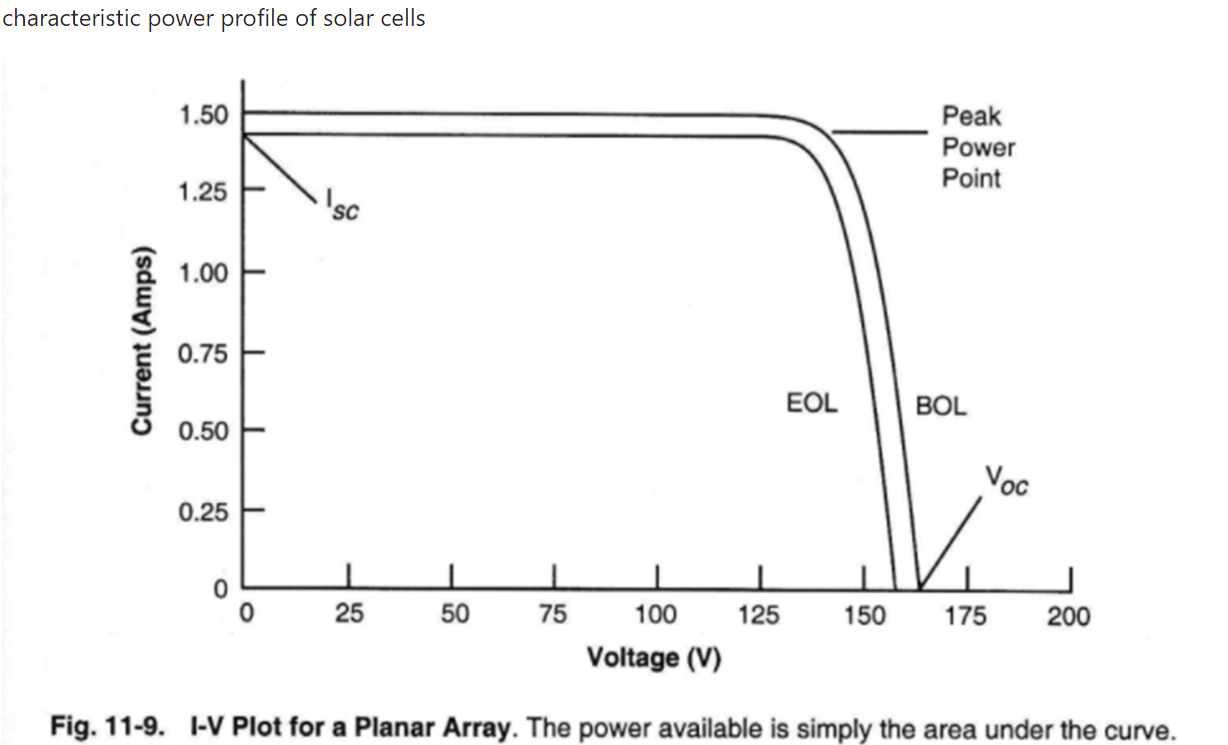 characteristic power profile of solar cells
1.50
1.25
1.00
0.75
0.50
0.25
0
Current (Amps)
Isc
Peak
Power
Point
EOL
BOL
Voc
0 25 50 75 100 125 150 175 200
Voltage (V)
Fig. 11-9. I-V Plot for a Planar Array. The power available is simply the area under the curve.